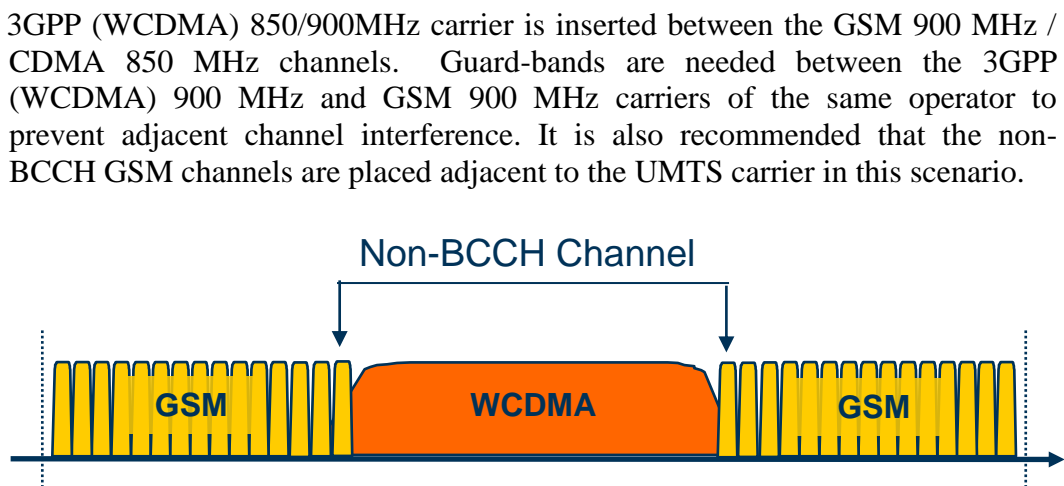 3GPP (WCDMA) 850/900MHz carrier is inserted between the GSM 900 MHz /
CDMA 850 MHz channels. Guard-bands are needed between the 3GPP
(WCDMA) 900 MHz and GSM 900 MHz carriers of the same operator to
prevent adjacent channel interference. It is also recommended that the non-
BCCH GSM channels are placed adjacent to the UMTS carrier in this scenario.
Non-BCCH Channel
GSM WCDMA GSM